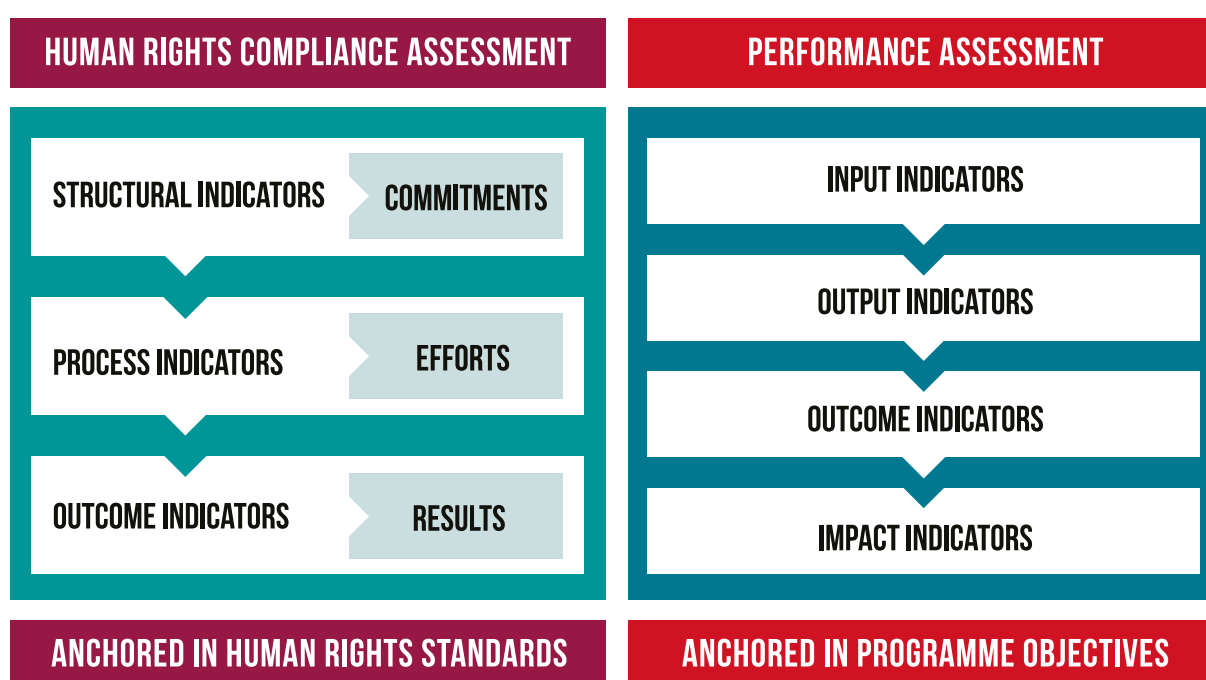 HUMAN RIGHTS COMPLIANCE ASSESSMENT
STRUCTURAL INDICATORS
COMMITMENTS
PROCESS INDICATORS
EFFORTS
OUTCOME INDICATORS
RESULTS
ANCHORED IN HUMAN RIGHTS STANDARDS
PERFORMANCE ASSESSMENT
INPUT INDICATORS
OUTPUT INDICATORS
OUTCOME INDICATORS
IMPACT INDICATORS
ANCHORED IN PROGRAMME OBJECTIVES